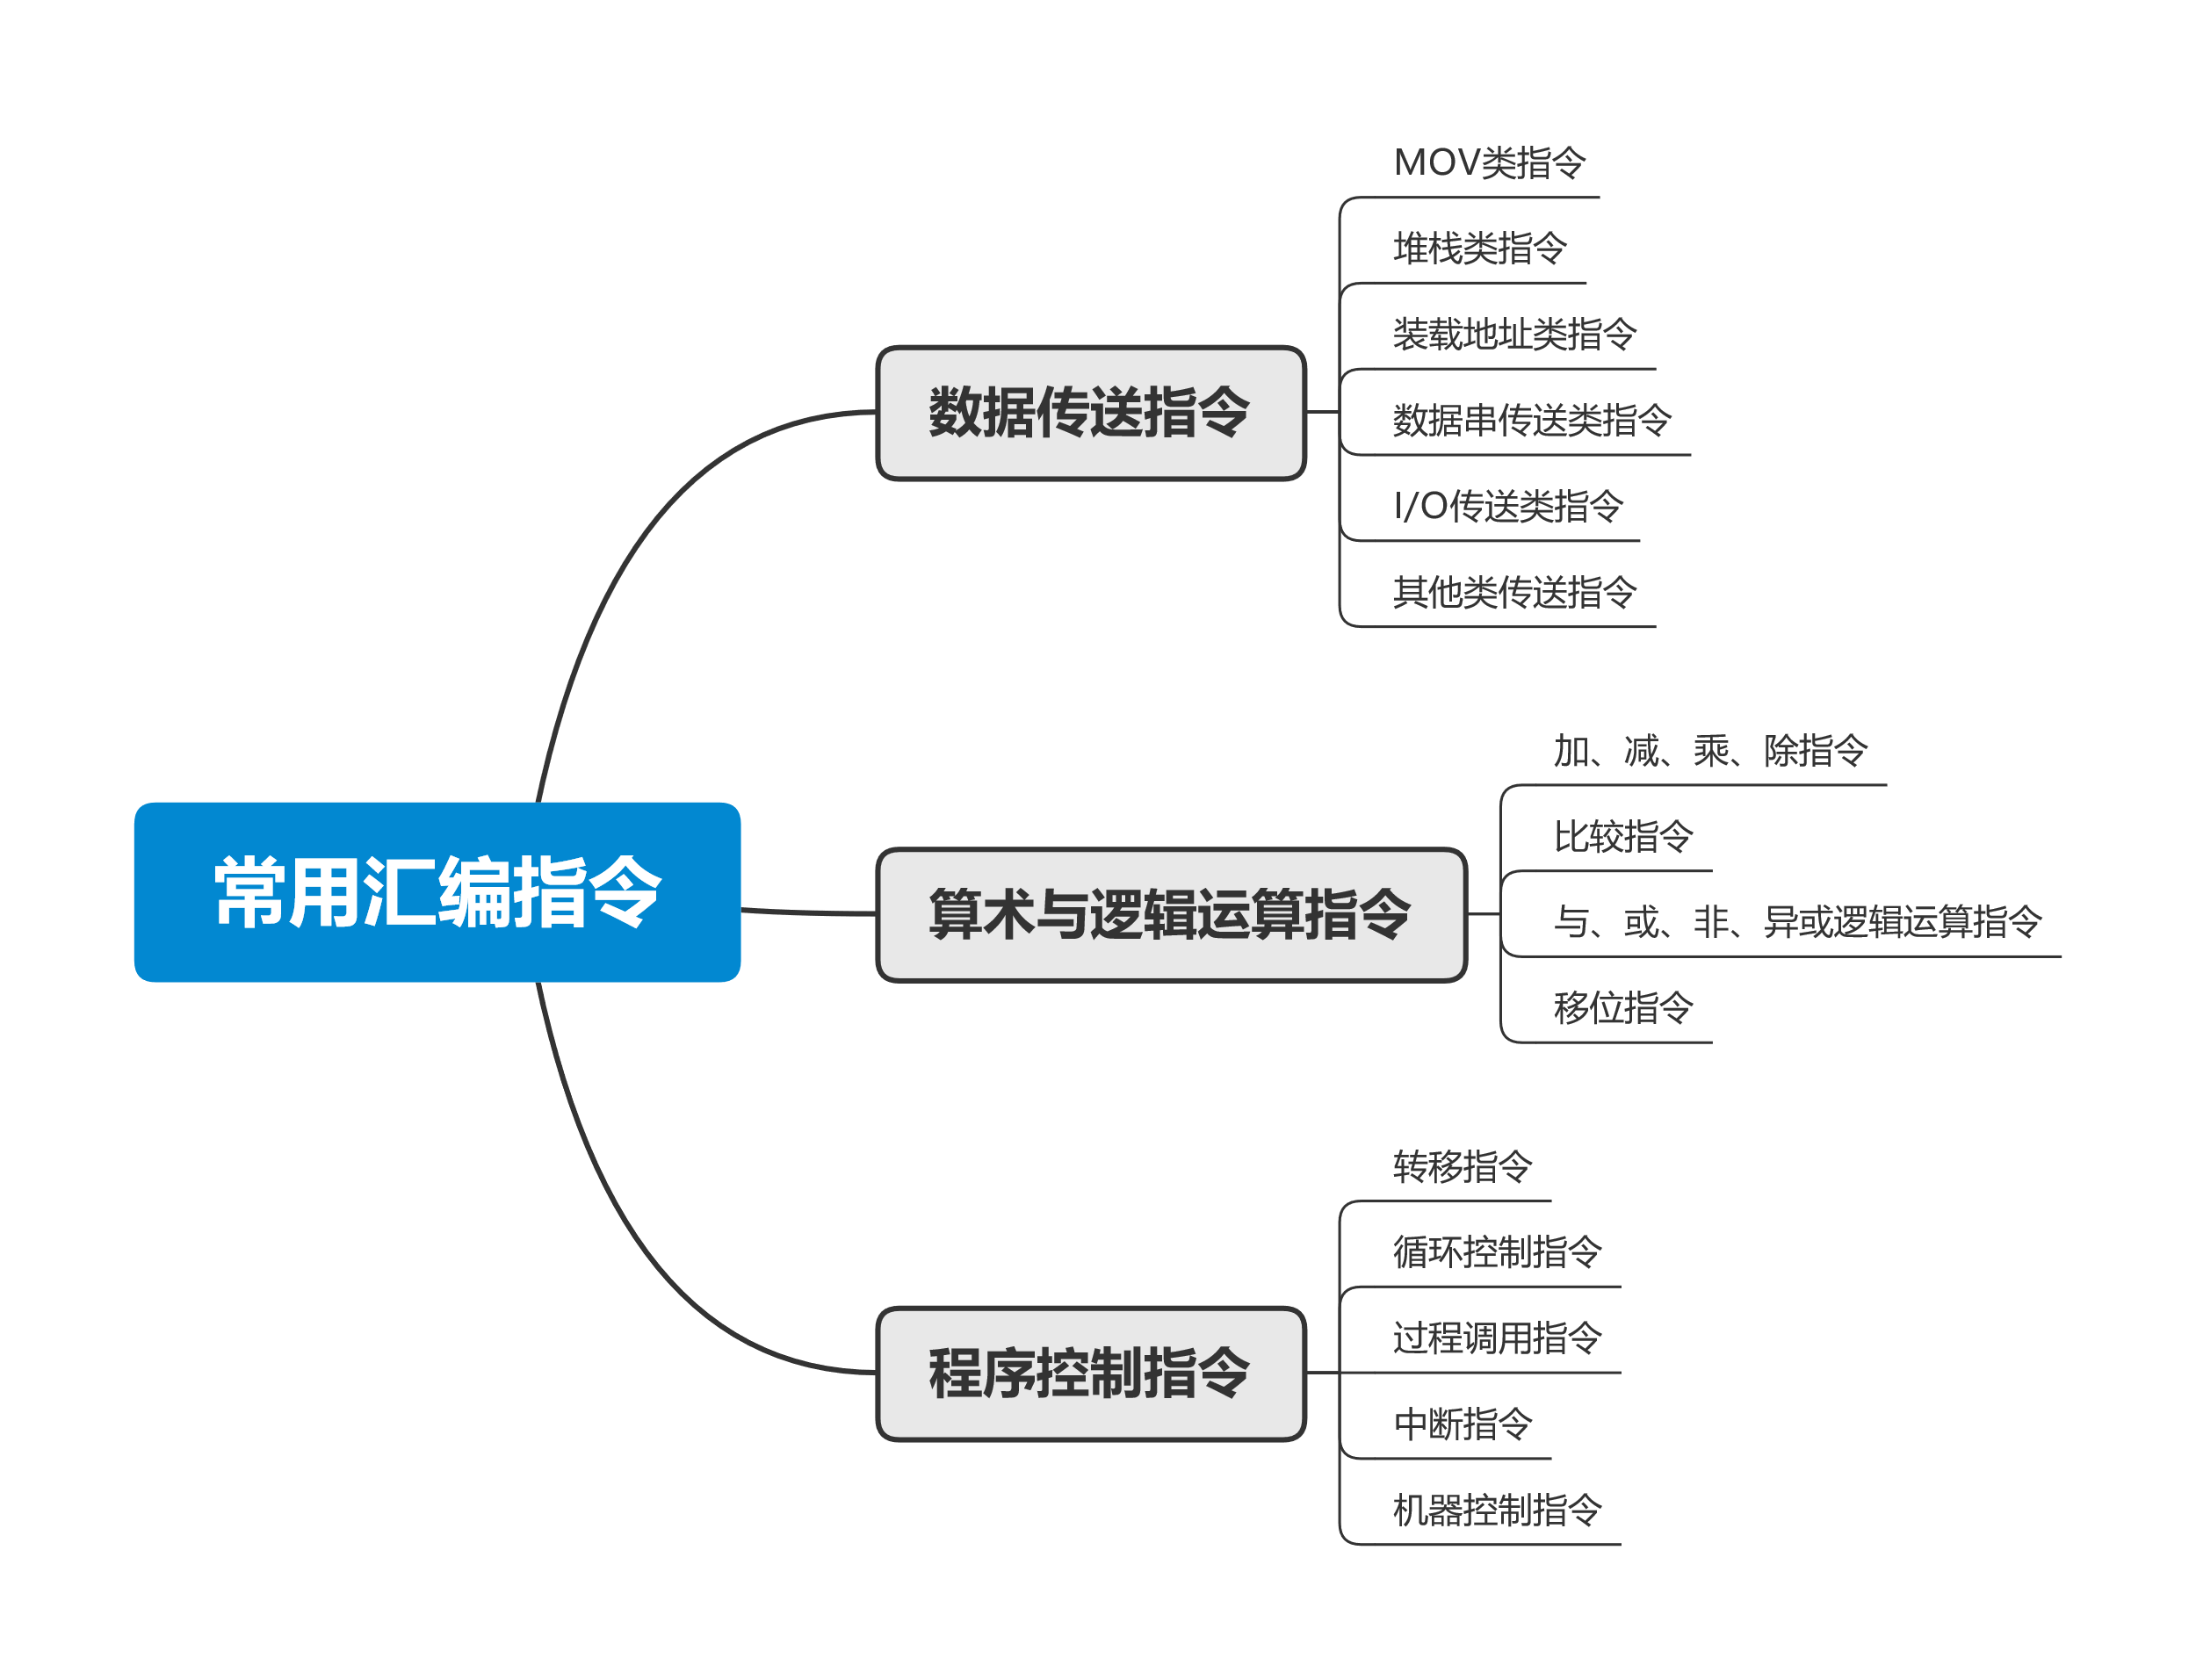 常用汇编指令
数据传送指令
MOV类指令
堆栈类指令
装载地址类指令
数据串传送类指令
I/O传送类指令
其他类传送指令
算术与逻辑运算指令
加、减、乘、除指令
比较指令
与、或、非、异或逻辑运算指令
移位指令
程序控制指令
转移指令
循环控制指令
过程调用指令
中断指令
机器控制指令